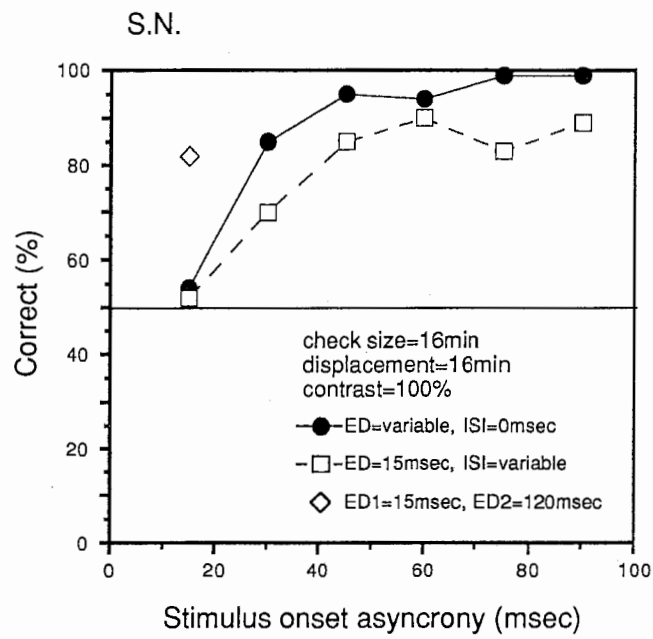 S.N.
100
80
60
40
20
0
Correct (%)
check size=16min
displacement=16min
contrast=100%
ED=variable, ISI=0msec
ED=15msec, ISI=variable
ED1=15msec, ED2=120msec
0 20 40 60 80 100
Stimulus onset asyncrony (msec)